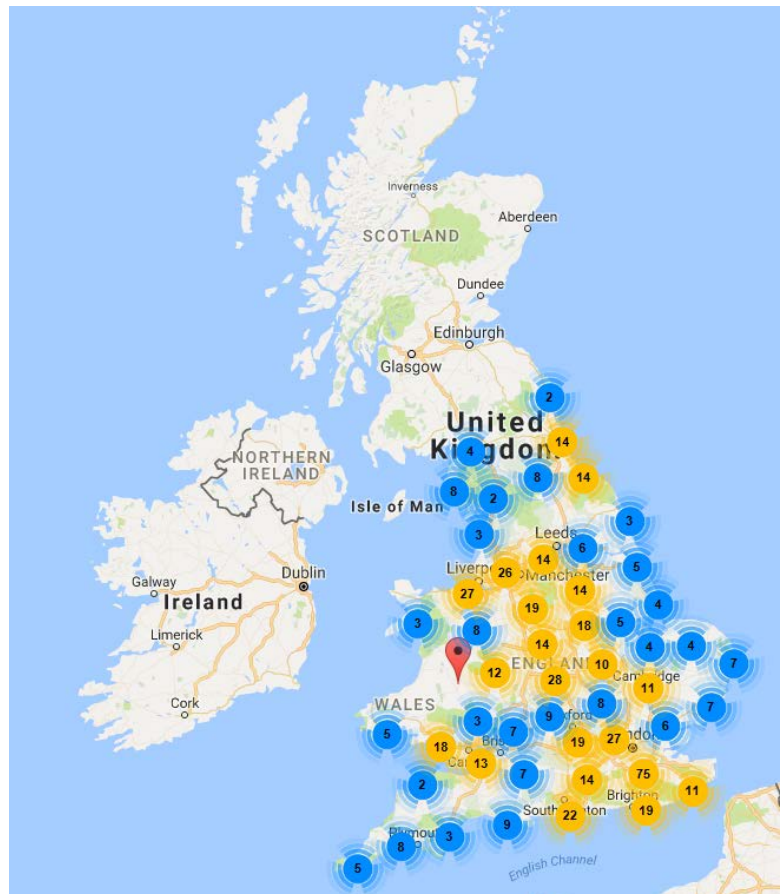 Inverness
Aberdeen
SCOTLAND
Dundee
Edinburgh
Glasgow
2
United
14
Kingdom
4
NORTHERN
IRELAND
8
14
8
2
Isle of Man
3
3
Leeds
6
14
5
Liverpool
26
Manchester
Dublin
Galway
27
14
Ireland
19
4
3
8
18
5
Limerick
14
4
4
ENGLAND
10
7
12
28
Cambridge
11
WALES
8
7
Cork
3
9
5
7
6
18
19
27
13
7
75
2
14
11
Brighton
Southampton
19
22
9
3
Plymouth
8
5
English Channel